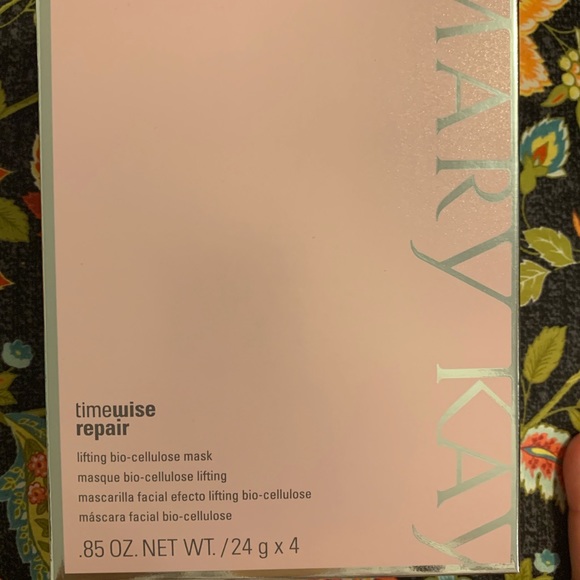 MARY KAY
timewise
repair
lifting bio-cellulose mask
masque bio-cellulose lifting
mascarilla facial efecto lifting bio-cellulose
máscara facial bio-cellulose
.85 OZ. NET WT. / 24 g x 4